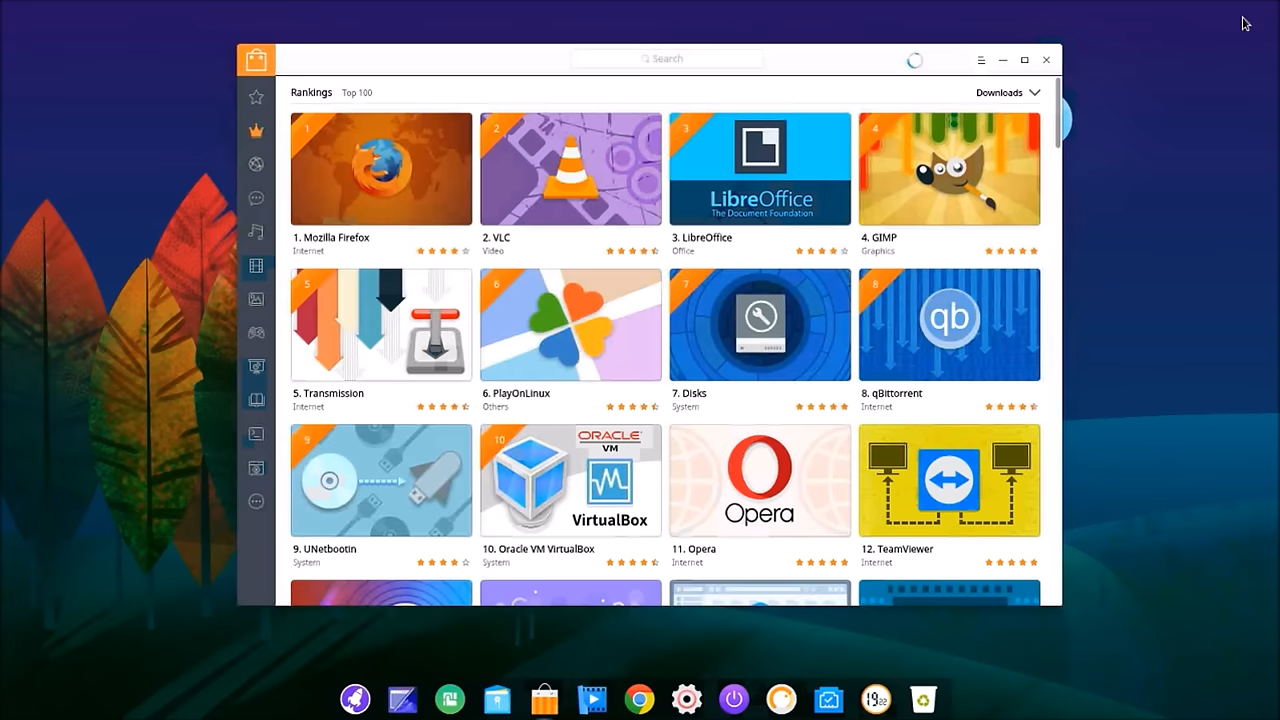 Search
Rankings Top 100 Downloads
1 2 3 4
LibreOffice
The Document Foundation
1. Mozilla Firefox 2. VLC 3. LibreOffice 4. GIMP
Internet Video Office Graphics
5 6 7 8
qb
5. Transmission 6. PlayOnLinux 7. Disks 8. qBittorrent
Internet Others System Internet
9 10
ORACLE
VM
VirtualBox
Opera
9. UNetbootin 10. Oracle VM VirtualBox 11. Opera 12. TeamViewer
System System Internet Internet